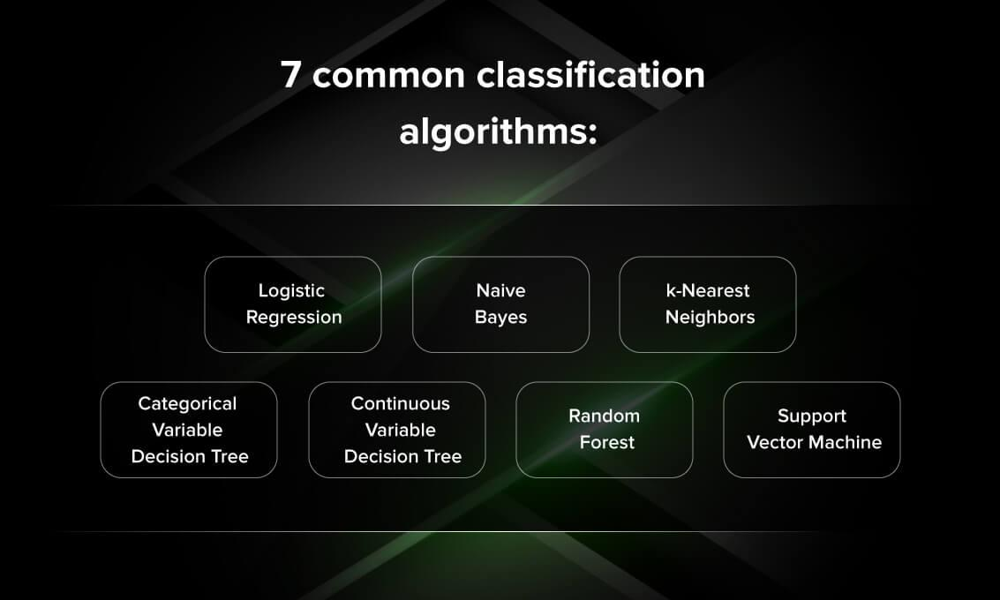 7 common classification
algorithms:
Logistic
Regression
Naive
Bayes
k-Nearest
Neighbors
Categorical
Variable
Decision Tree
Continuous
Variable
Decision Tree
Random
Forest
Support
Vector Machine